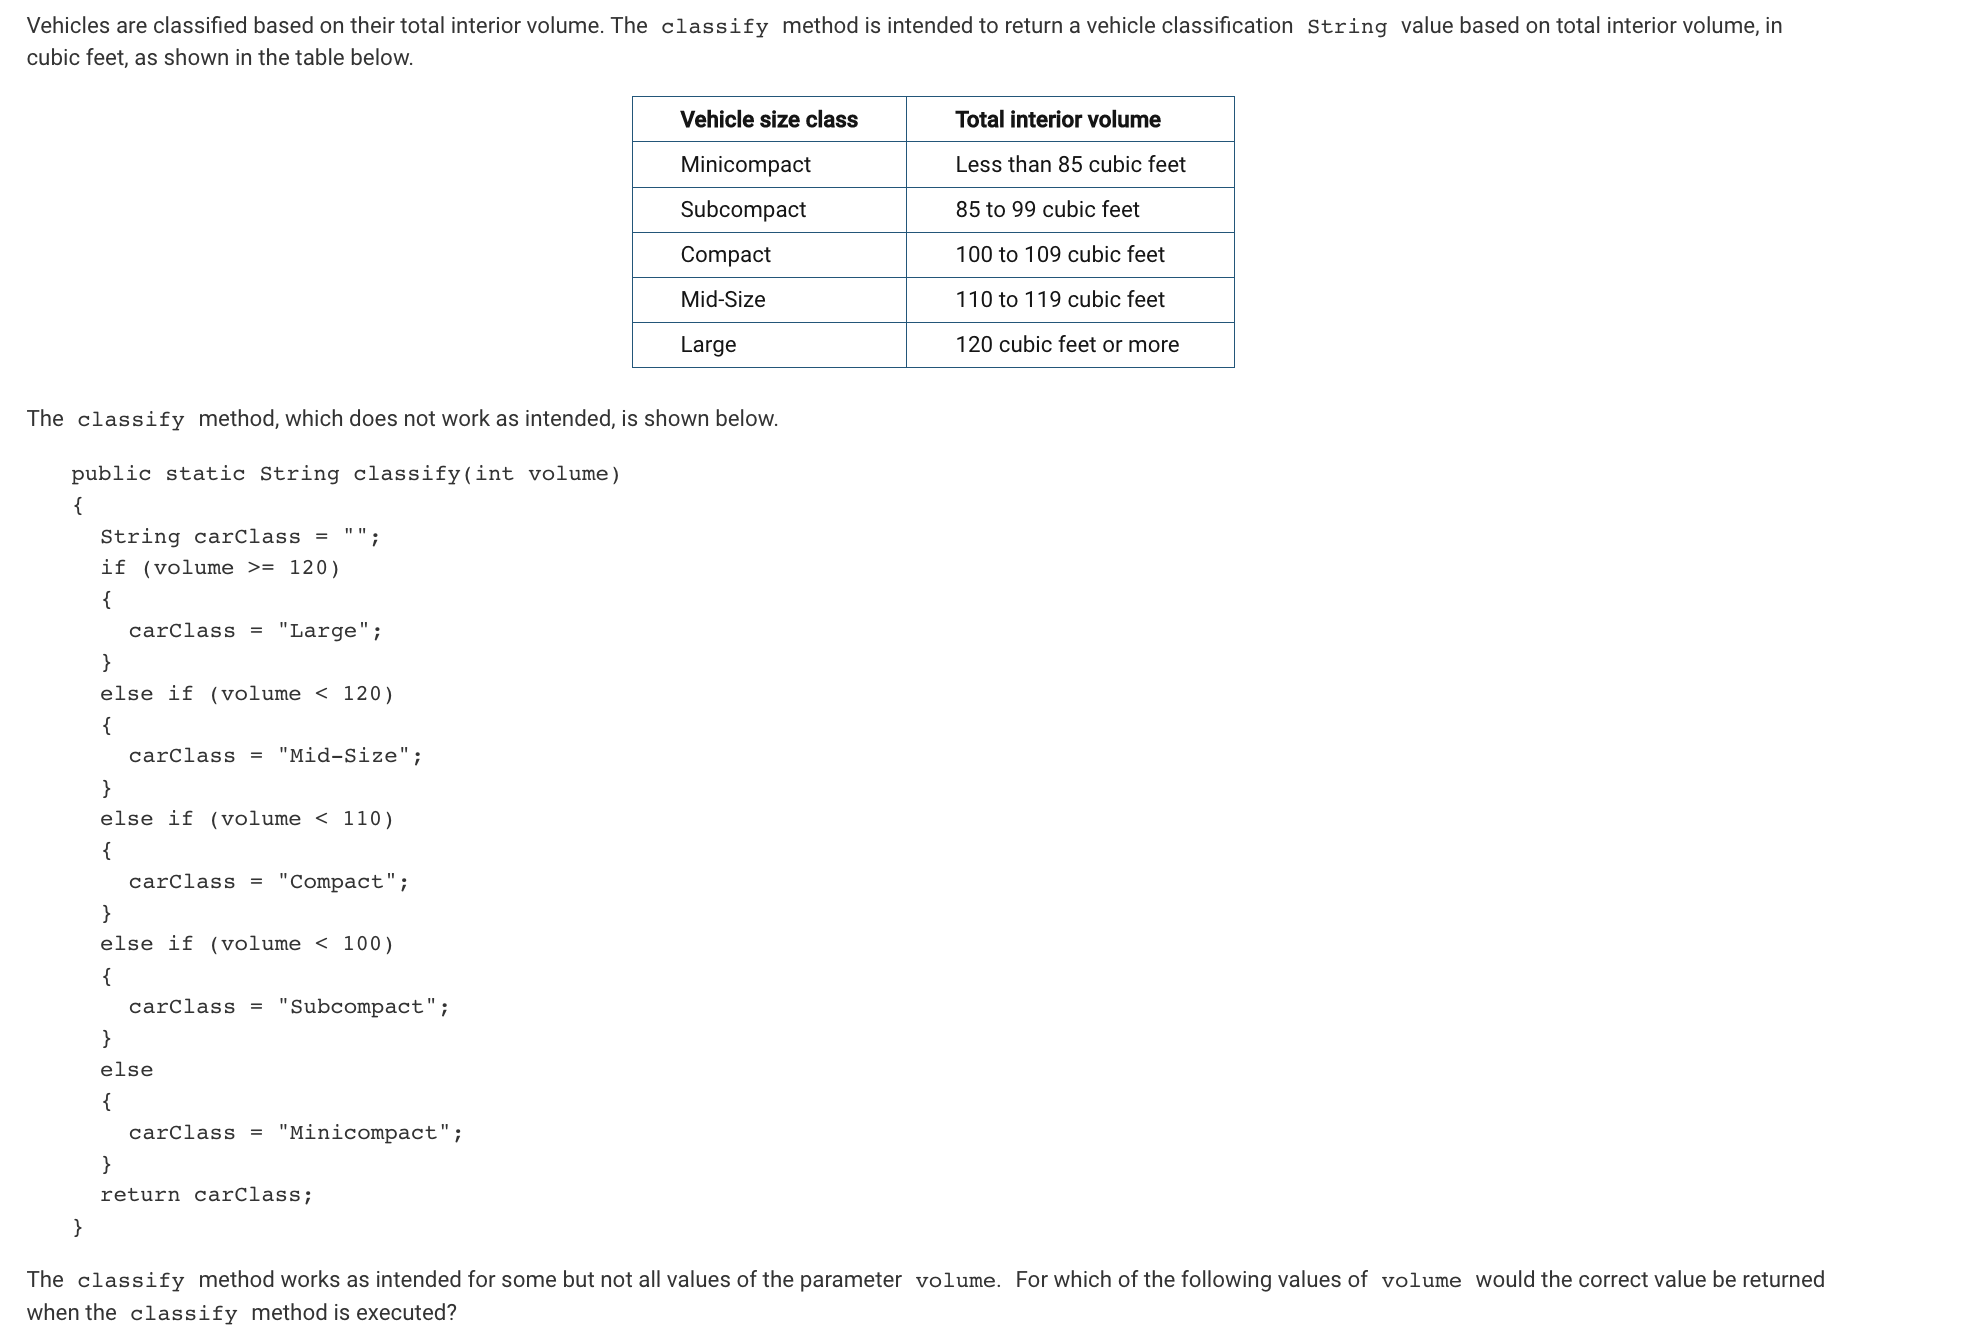 Vehicles are classified based on their total interior volume. The classify method is intended to return a vehicle classification String value based on total interior volume, in
cubic feet, as shown in the table below.
Vehicle size class Total interior volume
Minicompact Less than 85 cubic feet
Subcompact 85 to 99 cubic feet
Compact 100 to 109 cubic feet
Mid-Size 110 to 119 cubic feet
Large 120 cubic feet or more
The classify method, which does not work as intended, is shown below.
public static String classify(int volume)
{
String carClass = "";
if (volume >= 120)
{
carClass = "Large";
}
else if (volume < 120)
{
carClass = "Mid-Size";
}
else if (volume < 110)
{
carClass = "Compact";
}
else if (volume < 100)
{
carClass = "Subcompact";
}
else
{
carClass = "Minicompact";
}
return carClass;
}
The classify method works as intended for some but not all values of the parameter volume. For which of the following values of volume would the correct value be returned
when the classify method is executed?